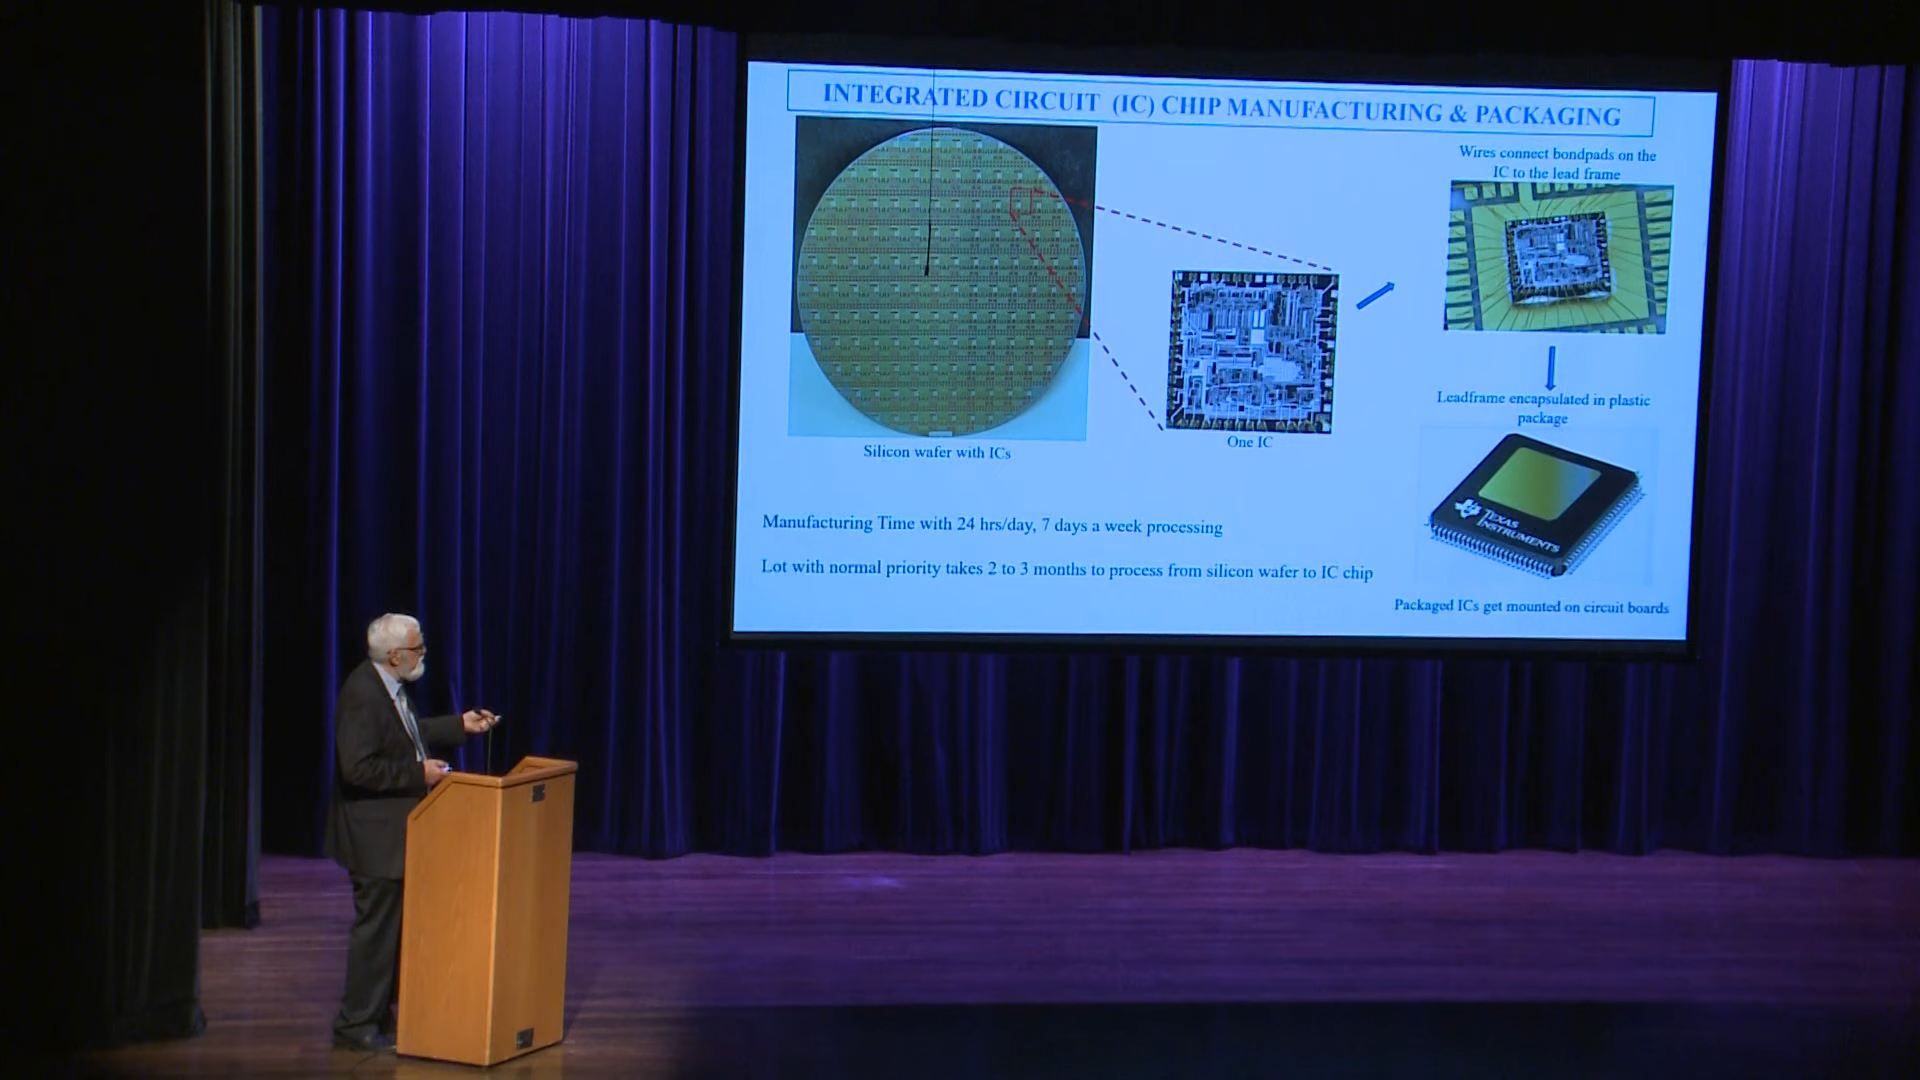 INTEGRATED CIRCUIT (IC) CHIP MANUFACTURING & PACKAGING
Wires connect bondpads on the
IC to the lead frame
Silicon wafer with ICs
One IC
Leadframe encapsulated in plastic
package
TEXAS
INSTRUMENTS
Manufacturing Time with 24 hrs/day, 7 days a week processing
Lot with normal priority takes 2 to 3 months to process from silicon wafer to IC chip
Packaged ICs get mounted on circuit boards